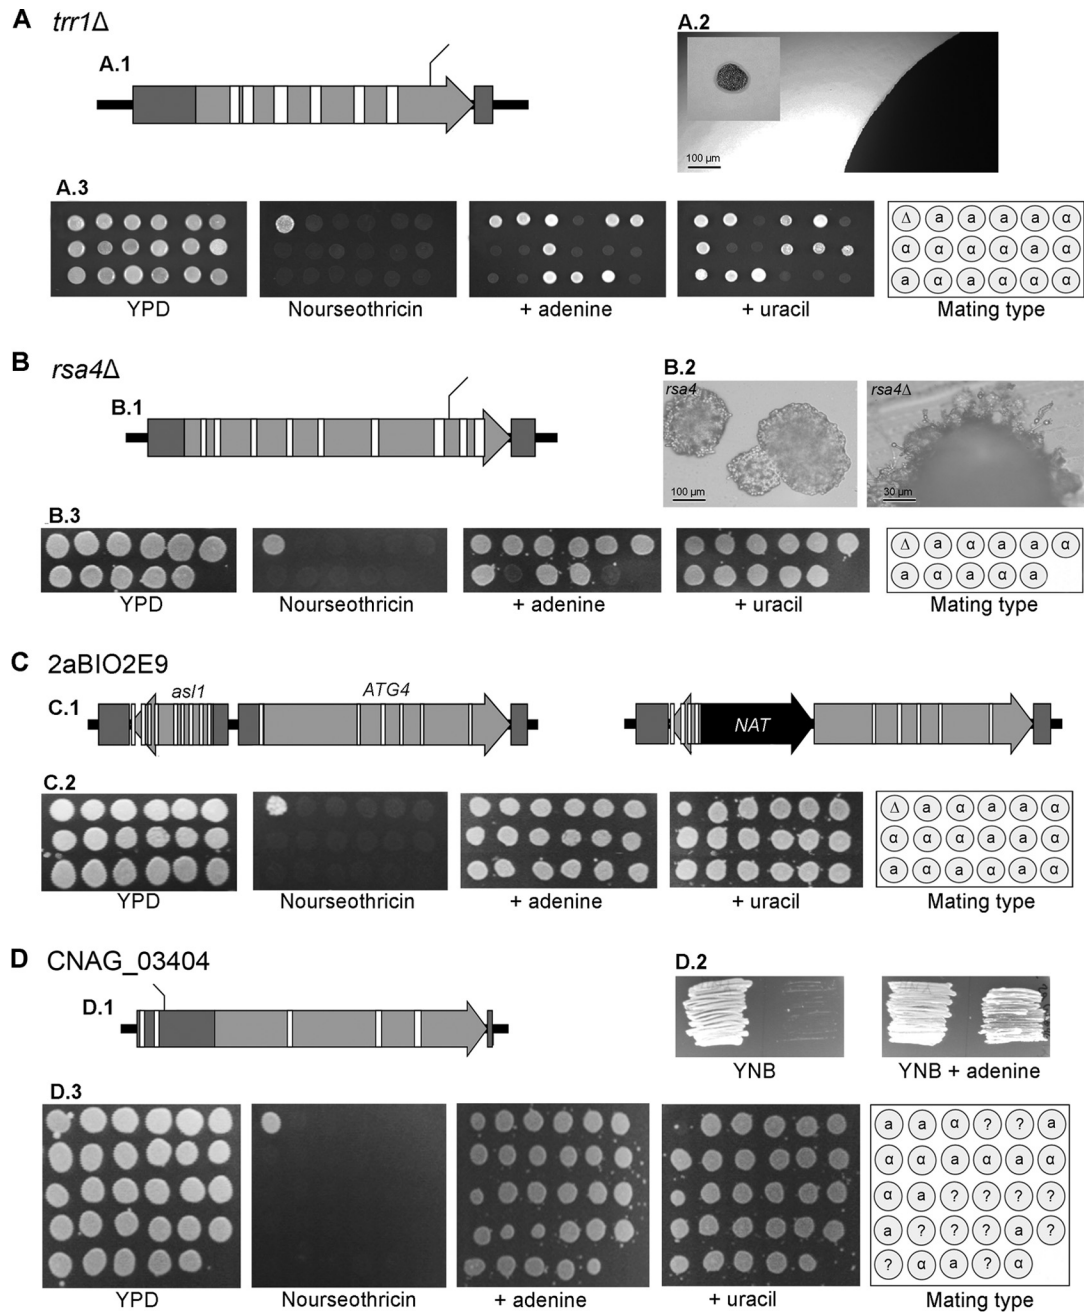 A trr1Δ
A.1
A.2
100 µm
A.3
Δ a a a a α
α α α α α α
a α α α α α
YPD
Nourseothricin
+ adenine
+ uracil
Mating type
B rsa4Δ
B.1
B.2
rsa4
rsa4Δ
100 µm
30 µm
B.3
Δ a α a a α
a α a α a
YPD
Nourseothricin
+ adenine
+ uracil
Mating type
C 2aBIO2E9
C.1
asl1
ATG4
NAT
C.2
Δ a α a a α
α α α a a a
a α a α α α
YPD
Nourseothricin
+ adenine
+ uracil
Mating type
D CNAG_03404
D.1
D.2
YNB
YNB + adenine
D.3
a a α ? ? a
α α a α a α
α a ? ? ? ?
a ? ? ? a ?
? α a ? α
YPD
Nourseothricin
+ adenine
+ uracil
Mating type